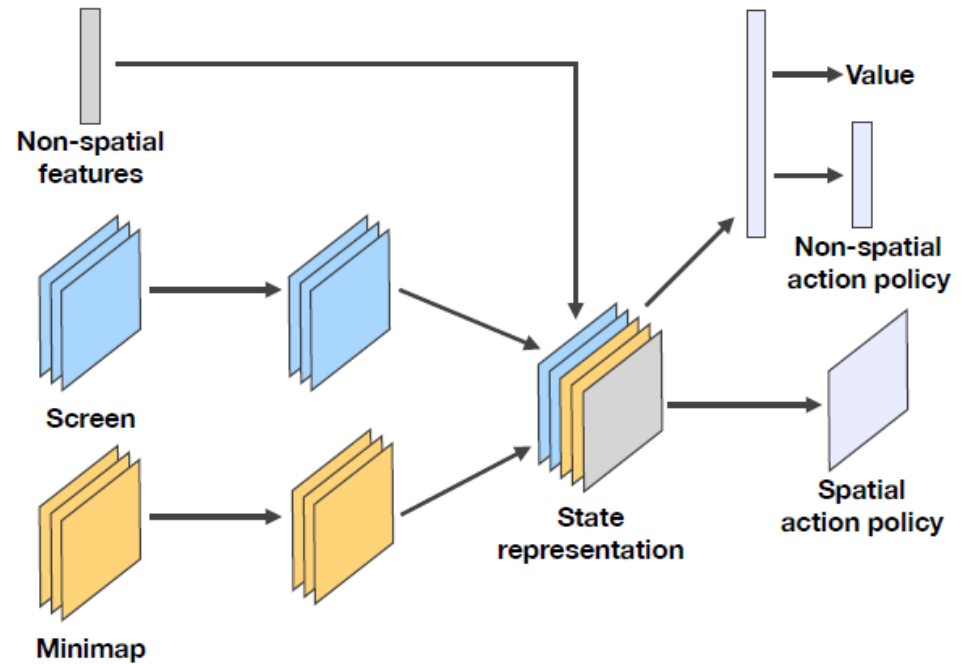 Non-spatial
features
Screen
Minimap
State
representation
Value
Non-spatial
action policy
Spatial
action policy